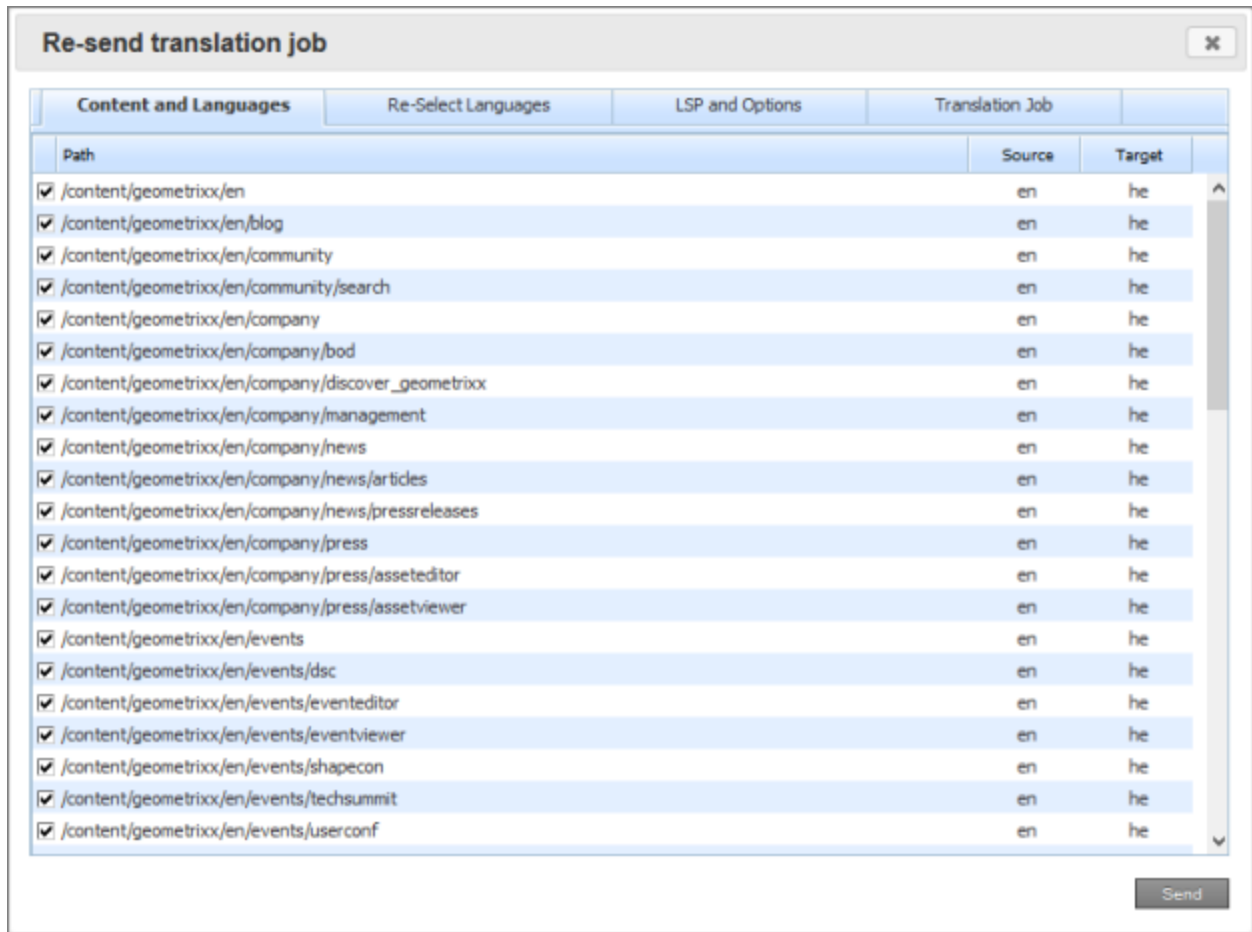 Re-send translation job
Content and Languages Re-Select Languages LSP and Options Translation Job
Path Source Target
/content/geometrixx/en en he
/content/geometrixx/en/blog en he
/content/geometrixx/en/community en he
/content/geometrixx/en/community/search en he
/content/geometrixx/en/company en he
/content/geometrixx/en/company/bod en he
/content/geometrixx/en/company/discover_geometrixx en he
/content/geometrixx/en/company/management en he
/content/geometrixx/en/company/news en he
/content/geometrixx/en/company/news/articles en he
/content/geometrixx/en/company/news/pressreleases en he
/content/geometrixx/en/company/press en he
/content/geometrixx/en/company/press/asseteditor en he
/content/geometrixx/en/company/press/assetviewer en he
/content/geometrixx/en/events en he
/content/geometrixx/en/events/dsc en he
/content/geometrixx/en/events/eventeditor en he
/content/geometrixx/en/events/eventviewer en he
/content/geometrixx/en/events/shapecon en he
/content/geometrixx/en/events/techsummit en he
/content/geometrixx/en/events/userconf en he
Send